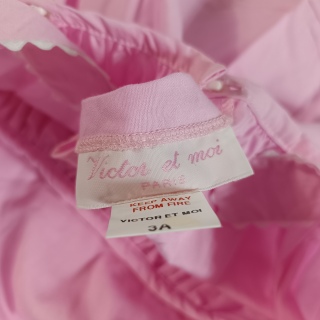 Victor et moi
PARIS
KEEP AWAY
FROM FIRE
VICTOR ET MOI
3A